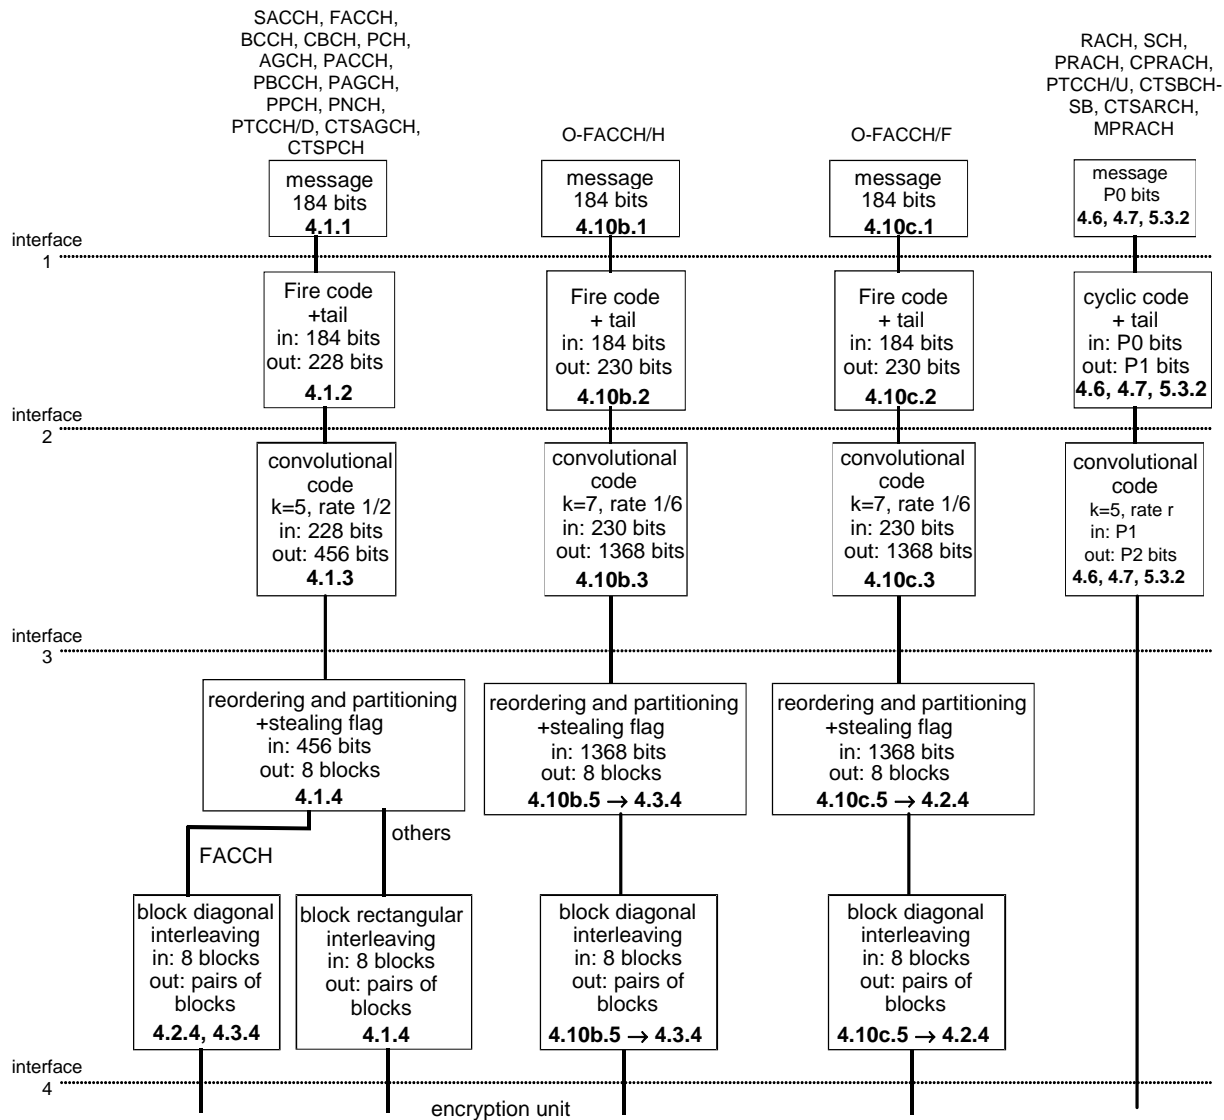 SACCH, FACCH,
BCCH, CBCH, PCH,
AGCH, PACCH,
PBCCH, PAGCH,
PPCH, PNCH,
PTCCH/D, CTSAGCH,
CTSPCH
O-FACCH/H
O-FACCH/F
RACH, SCH,
PRACH, CPRACH,
PTCCH/U, CTSBCH-
SB, CTSARCH,
MPRACH
message
184 bits
4.1.1
message
184 bits
4.10b.1
message
184 bits
4.10c.1
message
P0 bits
4.6, 4.7, 5.3.2
interface
1
Fire code
+tail
in: 184 bits
out: 228 bits
4.1.2
Fire code
+ tail
in: 184 bits
out: 230 bits
4.10b.2
Fire code
+ tail
in: 184 bits
out: 230 bits
4.10c.2
cyclic code
+ tail
in: P0 bits
out: P1 bits
4.6, 4.7, 5.3.2
interface
2
convolutional
code
k=5, rate 1/2
in: 228 bits
out: 456 bits
4.1.3
convolutional
code
k=7, rate 1/6
in: 230 bits
out: 1368 bits
4.10b.3
convolutional
code
k=7, rate 1/6
in: 230 bits
out: 1368 bits
4.10c.3
convolutional
code
k=5, rate r
in: P1
out: P2 bits
4.6, 4.7, 5.3.2
interface
3
reordering and partitioning
+stealing flag
in: 456 bits
out: 8 blocks
4.1.4
reordering and partitioning
+stealing flag
in: 1368 bits
out: 8 blocks
4.10b.5 → 4.3.4
reordering and partitioning
+stealing flag
in: 1368 bits
out: 8 blocks
4.10c.5 → 4.2.4
FACCH
others
block diagonal
interleaving
in: 8 blocks
out: pairs of
blocks
4.2.4, 4.3.4
block rectangular
interleaving
in: 8 blocks
out: pairs of
blocks
4.1.4
block diagonal
interleaving
in: 8 blocks
out: pairs of
blocks
4.10b.5 → 4.3.4
block diagonal
interleaving
in: 8 blocks
out: pairs of
blocks
4.10c.5 → 4.2.4
interface
4
encryption unit